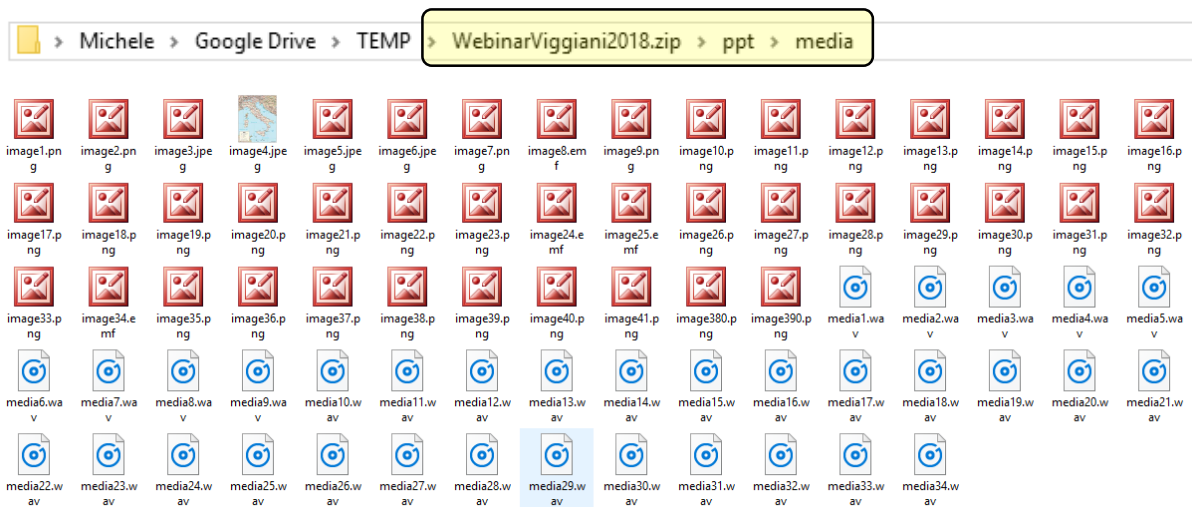 > Michele > Google Drive > TEMP > WebinarViggiani2018.zip > ppt > media
image1.pn image2.pn image3.jpe image4.jpe image5.jpe image6.jpe image7.pn image8.em image9.pn image10.p image11.p image12.p image13.p image14.p image15.p image16.p
g g g g g g g f g ng ng ng ng ng ng ng
image17.p image18.p image19.p image20.p image21.p image22.p image23.p image24.e image25.e image26.p image27.p image28.p image29.p image30.p image31.p image32.p
ng ng ng ng ng ng ng mf mf ng ng ng ng ng ng ng
image33.p image34.e image35.p image36.p image37.p image38.p image39.p image40.p image41.p image380.p image390.p media1.wa media2.wa media3.wa media4.wa media5.wa
ng mf ng ng ng ng ng ng ng ng ng v v v v v
media6.wa media7.wa media8.wa media9.wa media10.w media11.w media12.w media13.w media14.w media15.w media16.w media17.w media18.w media19.w media20.w media21.w
v v v v av av av av av av av av av av av av
media22.w media23.w media24.w media25.w media26.w media27.w media28.w media29.w media30.w media31.w media32.w media33.w media34.w
av av av av av av av av av av av av av